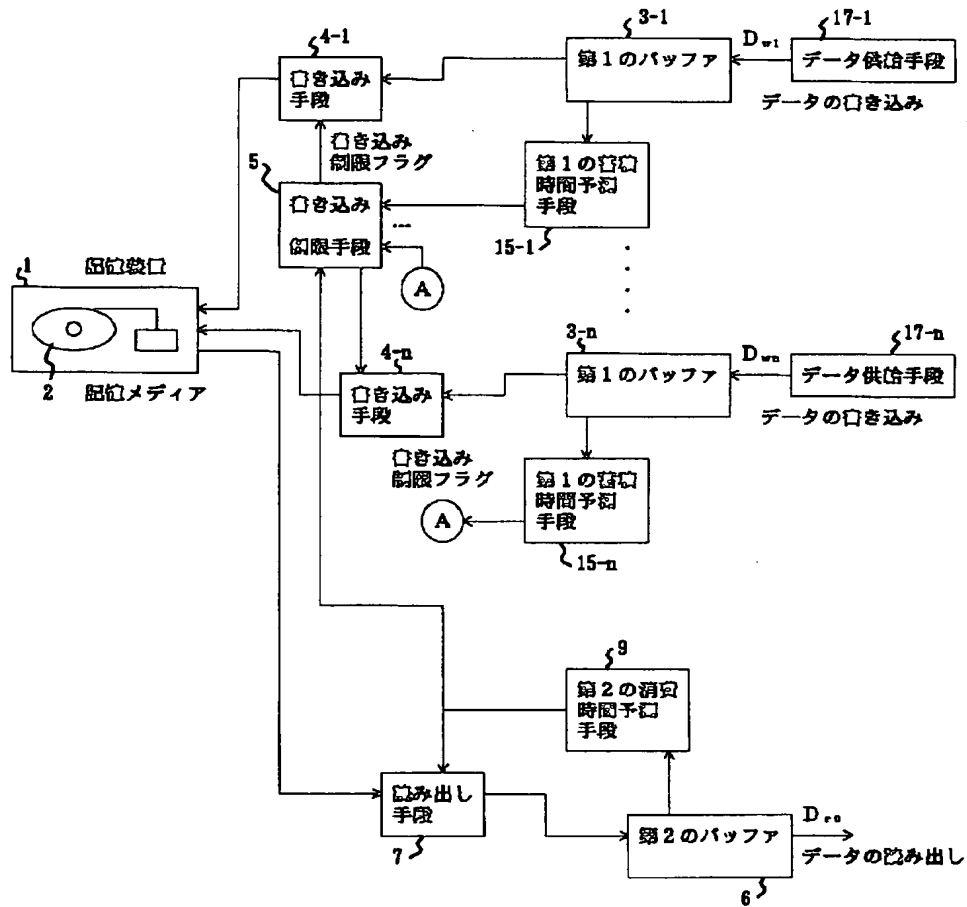 4-1
3-1
17-1
書き込み
手段
第1のバッファ
Dw1
データ供給手段
データの書き込み
書き込み
制限フラグ
5
書き込み
制限手段
...
第1の蓄積
時間予測
手段
15-1
A
1
記憶装置
2
記憶メディア
4-n
書き込み
手段
3-n
第1のバッファ
Dwn
17-n
データ供給手段
データの書き込み
書き込み
制限フラグ
第1の蓄積
時間予測
手段
A
15-n
9
第2の消費
時間予測
手段
読み出し
手段
7
第2のバッファ
6
データの読み出し